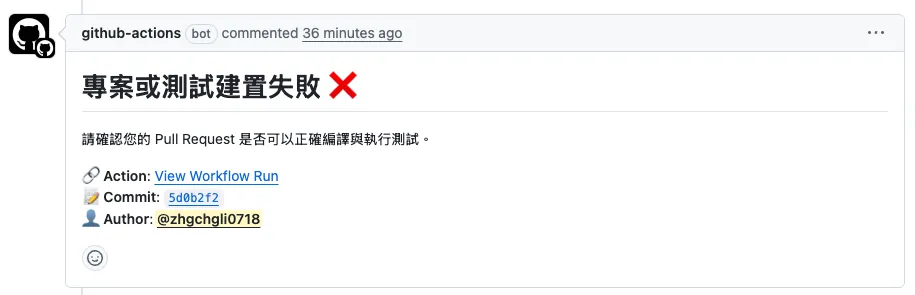 github-actions bot commented 36 minutes ago
專案或測試建置失敗 ❌
請確認您的 Pull Request 是否可以正確編譯與執行測試。
🔗 Action: View Workflow Run
📝 Commit: 5d0b2f2
👤 Author: @zhgchgli0718